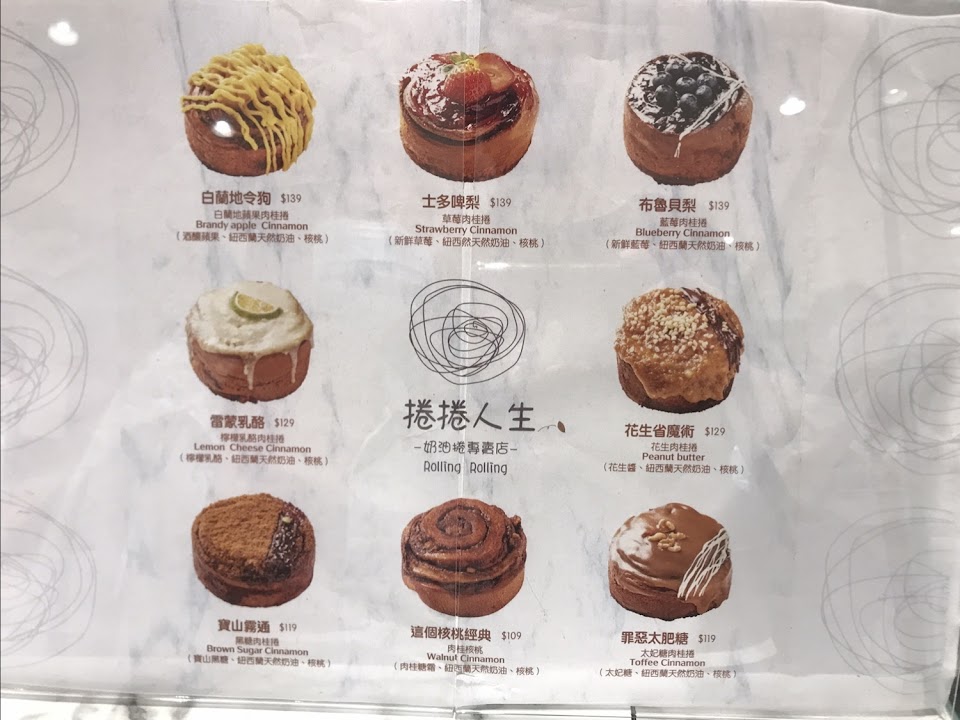 白蘭地令狗 $139
白蘭地蘋果肉桂捲
Brandy apple Cinnamon
(酒釀蘋果、紐西蘭天然奶油、核桃)
士多啤梨 $139
草莓肉桂捲
Strawberry Cinnamon
(新鮮草莓、紐西然天然奶油、核桃)
布魯貝梨 $139
藍莓肉桂捲
Blueberry Cinnamon
(新鮮藍莓、紐西蘭天然奶油、核桃)
雷蒙乳酪 $129
檸檬乳酪肉桂捲
Lemon Cheese Cinnamon
(檸檬乳酪、紐西蘭天然奶油、核桃)
捲捲人生
–奶油捲專賣店–
Rolling Rolling
花生省魔術 $129
花生肉桂捲
Peanut butter
(花生醬、紐西蘭天然奶油、核桃)
寶山霧通 $119
黑糖肉桂捲
Brown Sugar Cinnamon
(寶山黑糖、紐西蘭天然奶油、核桃)
這個核桃經典 $109
肉桂核桃
Walnut Cinnamon
(肉桂糖霜、紐西蘭天然奶油、核桃)
罪惡太肥糖 $119
太妃糖肉桂捲
Toffee Cinnamon
(太妃糖、紐西蘭天然奶油、核桃)